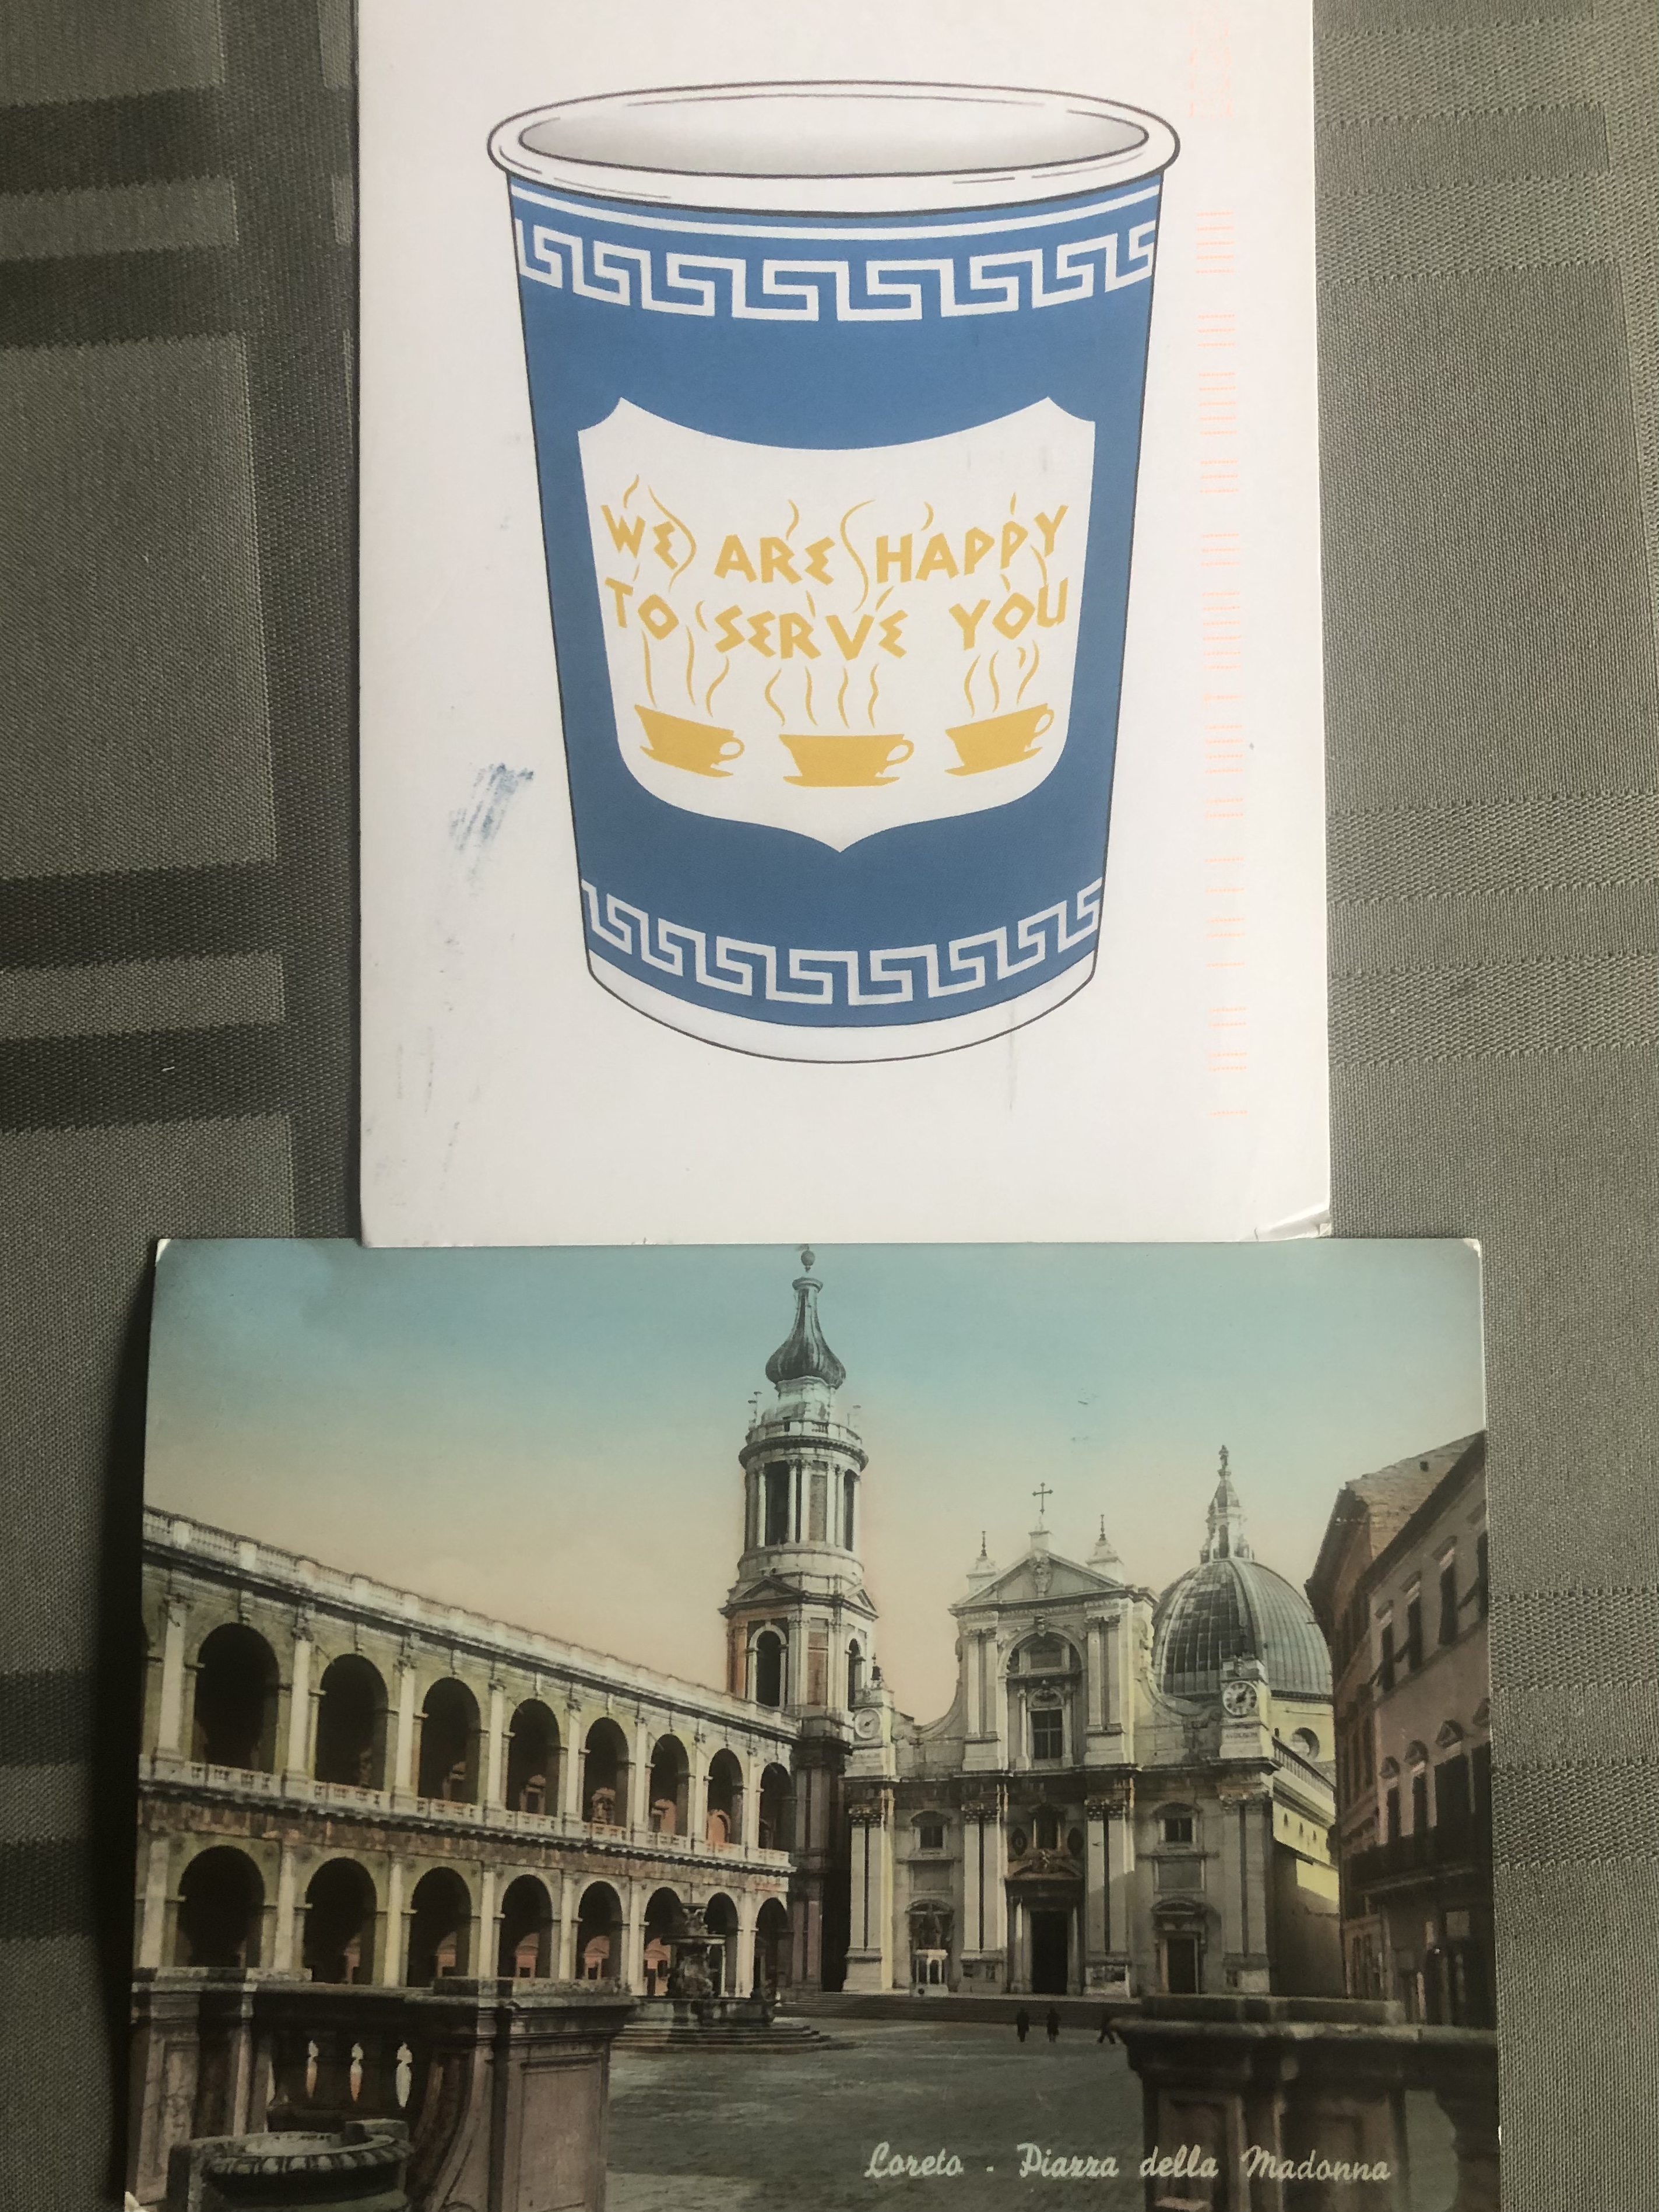 WE ARE HAPPY
TO SERVE YOU
Loreto - Piazza della Madonna